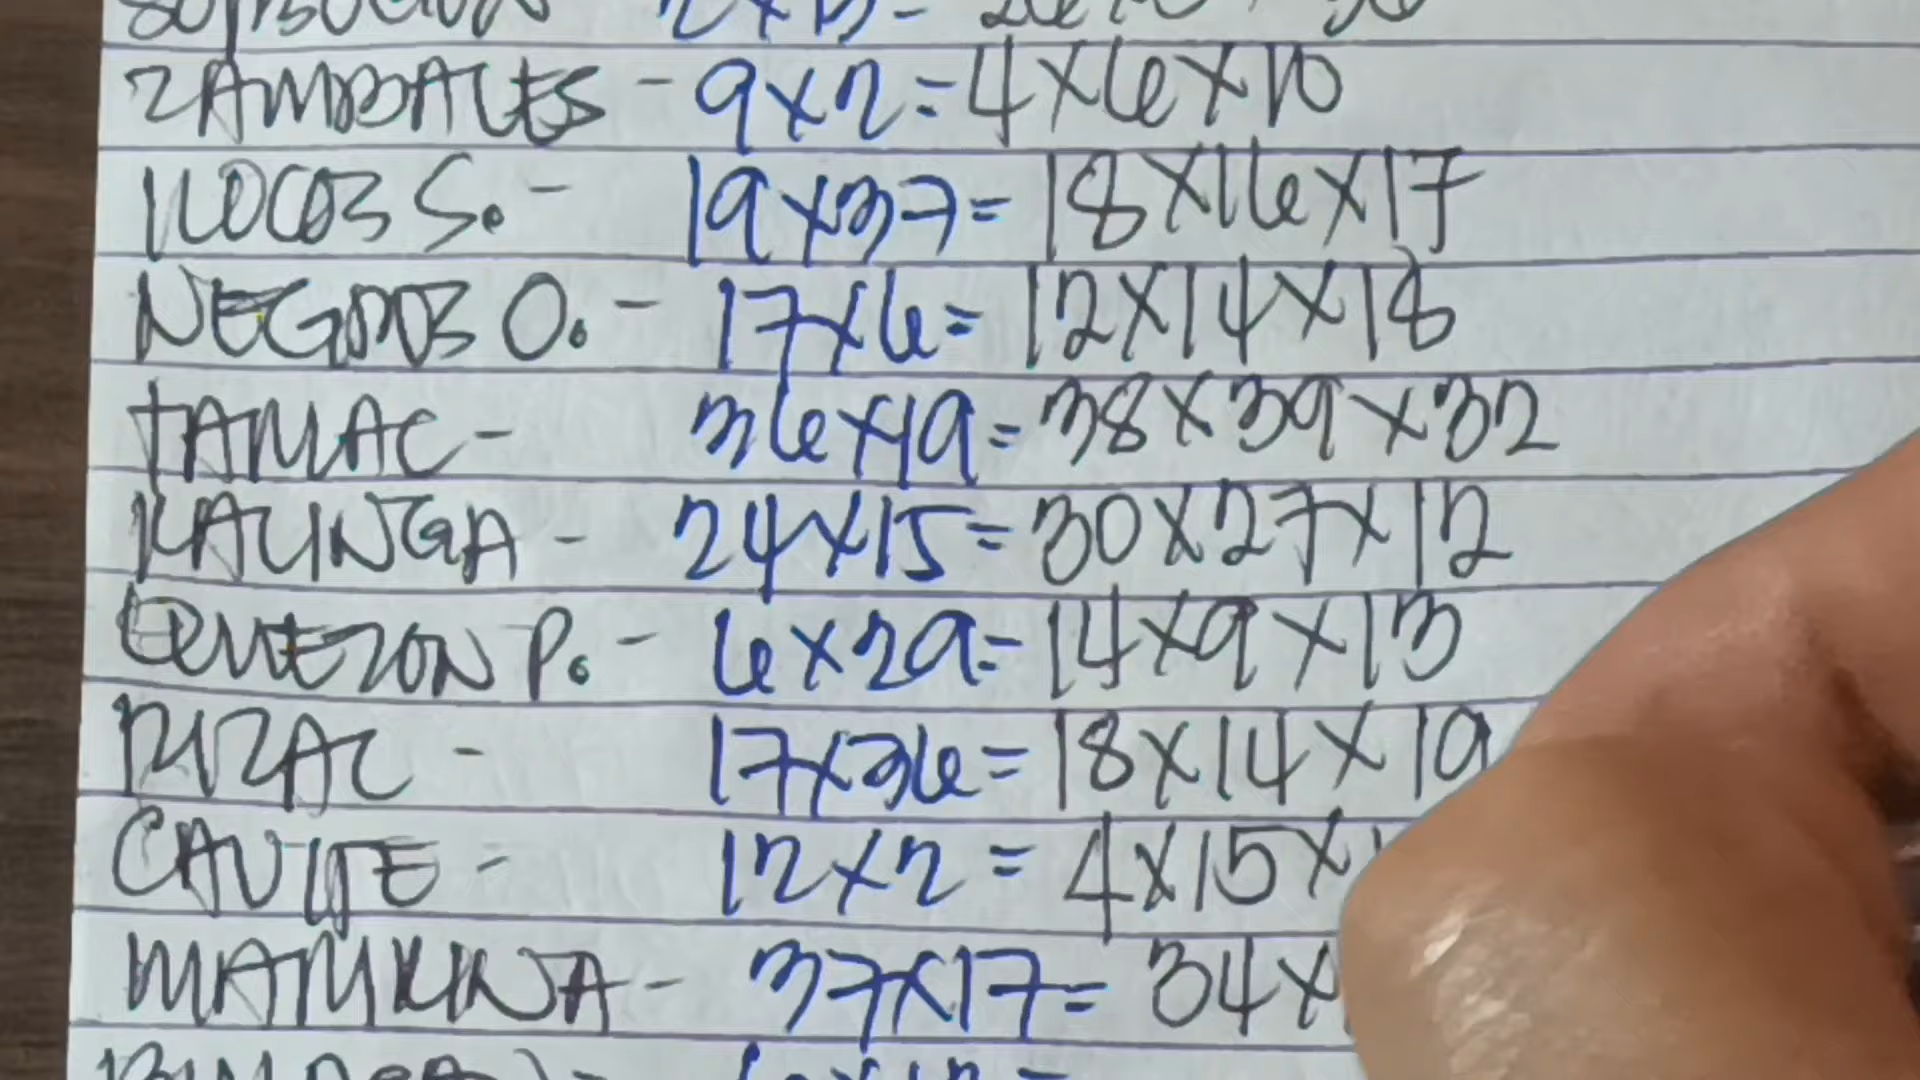 ZAMBALES - 9x2=4x6x10
ILOCOS S. - 19x37= 18x16x17
NEGROS O. - 17x6= 12x14x18
TARLAC - 36x19=38x39x32
KALINGA - 24x15=30x27x12
QUEZON P. - 6x29=14x9x13
RIZAL - 17x36=18x14x19
CAVITE - 12x2 = 4x15x
MARIKINA - 37x17= 34x